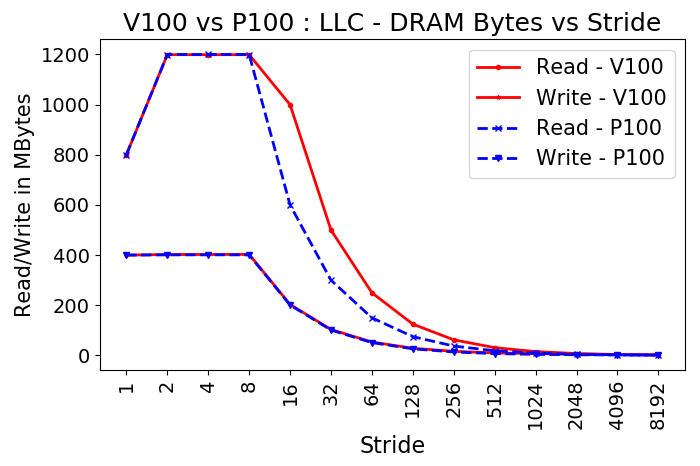 V100 vs P100 : LLC - DRAM Bytes vs Stride
Read/Write in MBytes
1200
1000
800
600
400
200
0
Read - V100
Write - V100
Read - P100
Write - P100
1 2 4 8 16 32 64 128 256 512 1024 2048 4096 8192
Stride